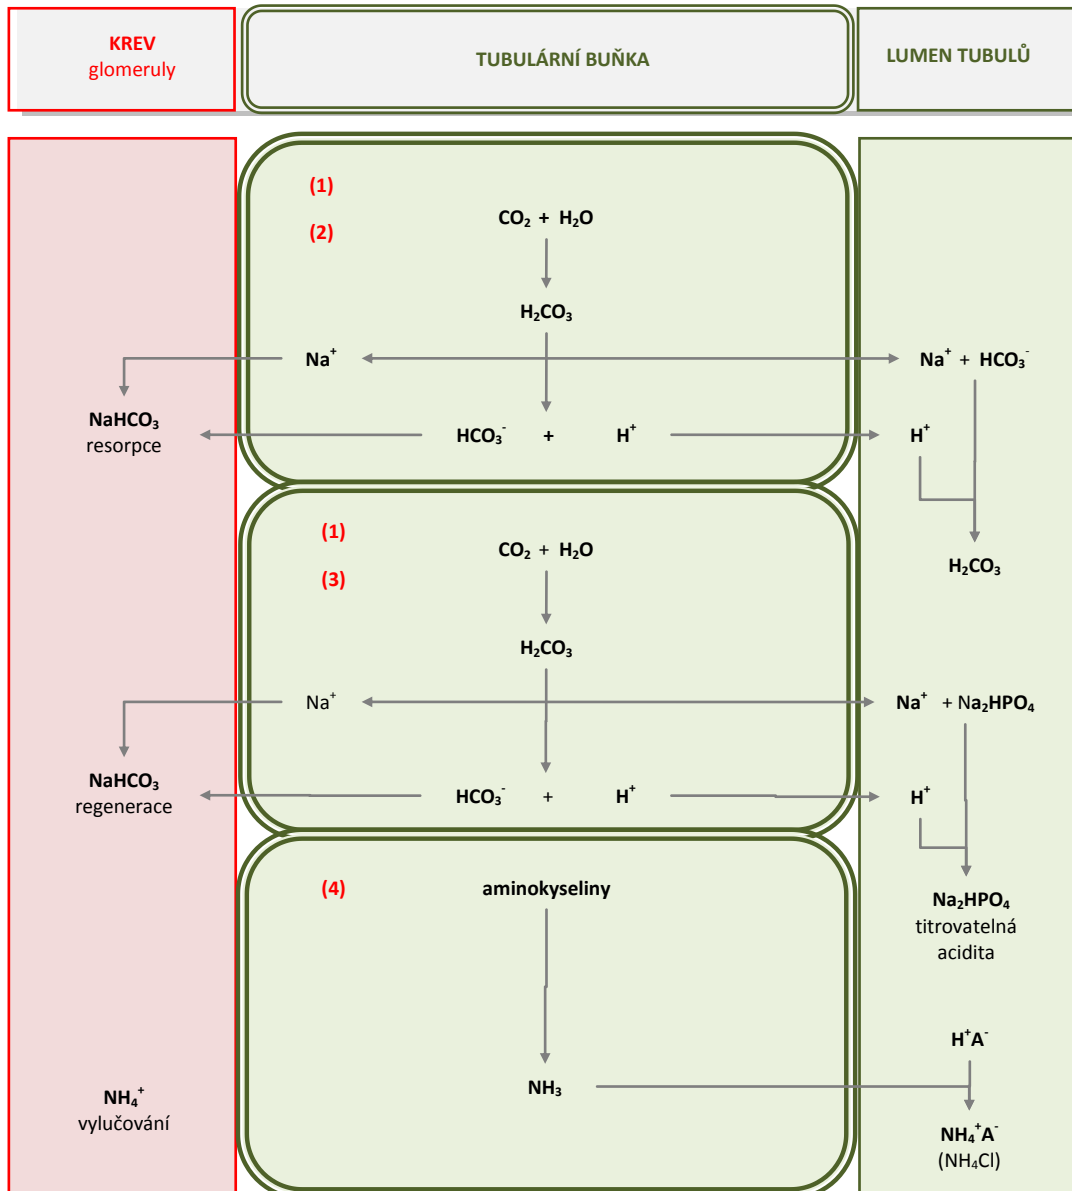 KREV
glomeruly
TUBULÁRNÍ BUŇKA
LUMEN TUBULŮ
(1)
(2)
CO₂ + H₂O
H₂CO₃
Na⁺
Na⁺ + HCO₃⁻
NaHCO₃
resorpce
HCO₃⁻ + H⁺
H⁺
H₂CO₃
(1)
(3)
CO₂ + H₂O
H₂CO₃
Na⁺
Na⁺ + Na₂HPO₄
NaHCO₃
regenerace
HCO₃⁻ + H⁺
H⁺
Na₂HPO₄
titrovatelná
acidita
(4)
aminokyseliny
H⁺A⁻
NH₃
NH₄⁺
vylučování
NH₄⁺A⁻
(NH₄Cl)